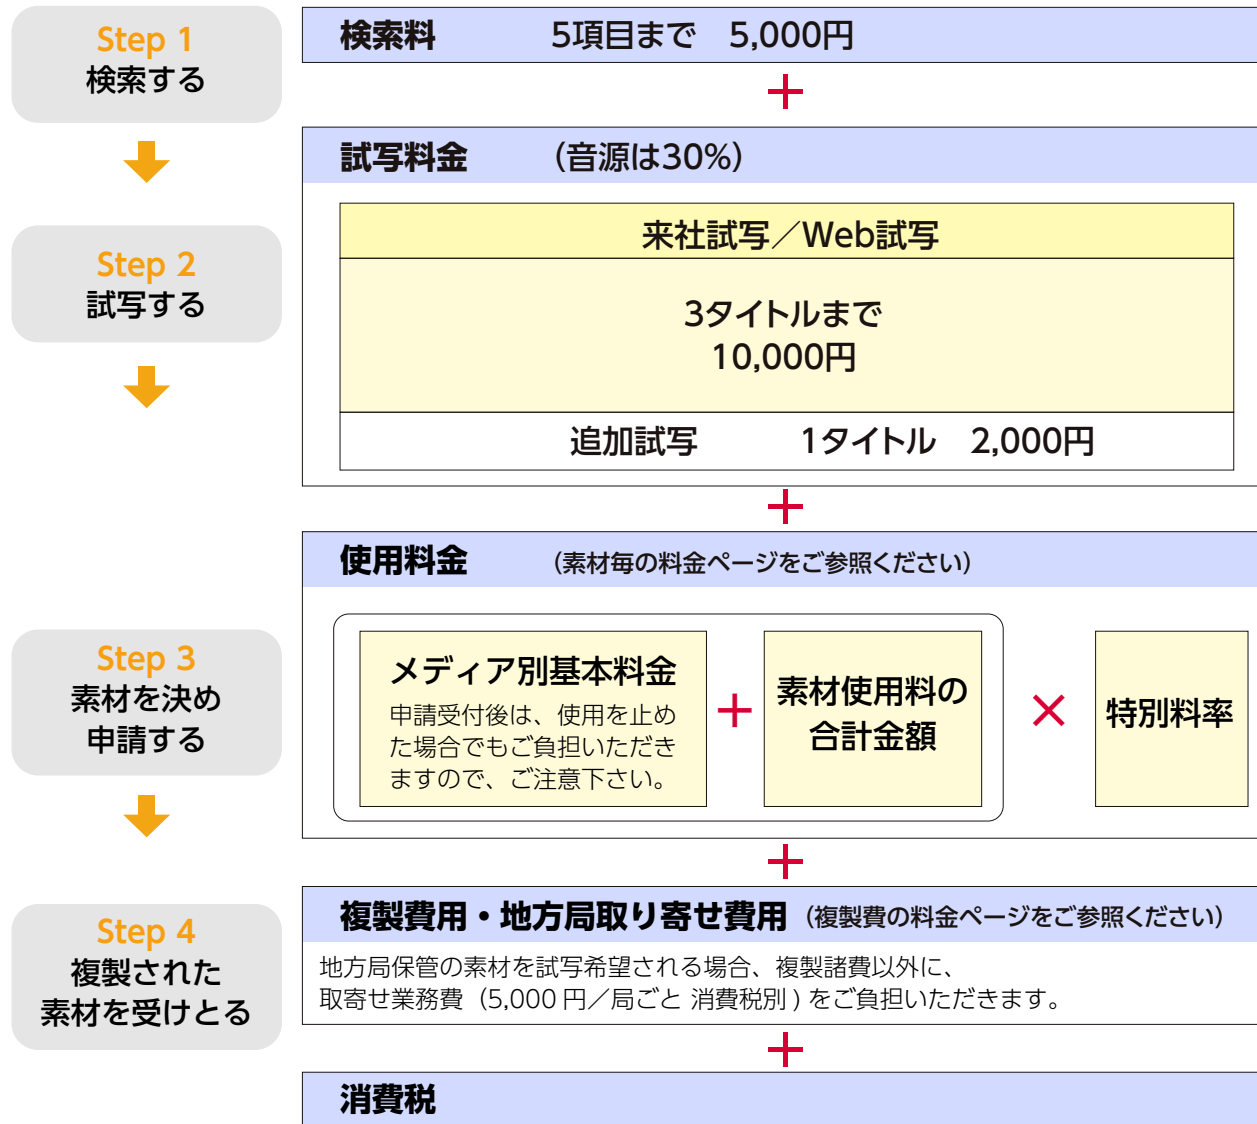 Step 1
検索する
検索料 5項目まで 5,000円
+
試写料金 (音源は30%)
Step 2
試写する
来社試写／Web試写
3タイトルまで
10,000円
追加試写 1タイトル 2,000円
+
使用料金 (素材毎の料金ページをご参照ください)
Step 3
素材を決め
申請する
メディア別基本料金
申請受付後は、使用を止め
た場合でもご負担いただき
ますので、ご注意下さい。
+
素材使用料の
合計金額
×
特別料率
+
Step 4
複製された
素材を受けとる
複製費用・地方局取り寄せ費用 (複製費の料金ページをご参照ください)
地方局保管の素材を試写希望される場合、複製諸費以外に、
取寄せ業務費（5,000 円／局ごと 消費税別 ) をご負担いただきます。
+
消費税